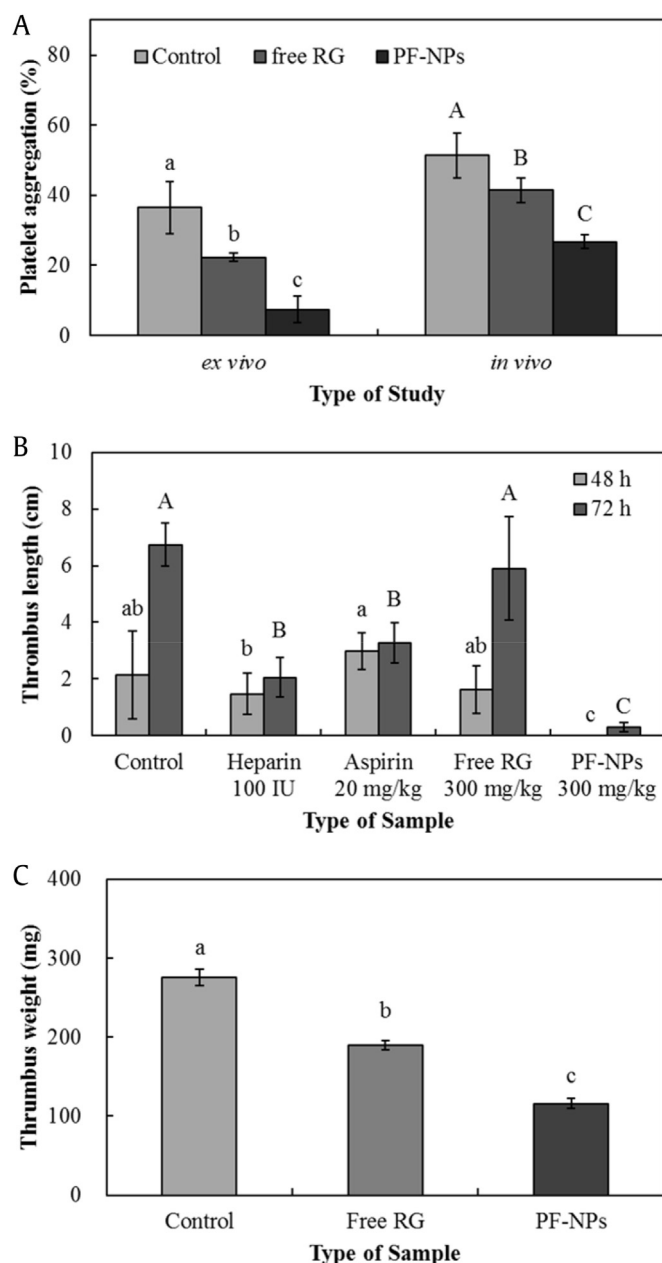 A
Control free RG PF-NPs
Platelet aggregation (%)
80
60
40
20
0
a
b
c
A
B
C
ex vivo in vivo
Type of Study
B
48 h
72 h
Thrombus length (cm)
10
8
6
4
2
0
ab
A
b
B
a
B
ab
A
c
C
Control Heparin Aspirin Free RG PF-NPs
100 IU 20 mg/kg 300 mg/kg 300 mg/kg
Type of Sample
C
Thrumbus weight (mg)
400
300
200
100
0
a
b
c
Control Free RG PF-NPs
Type of Sample